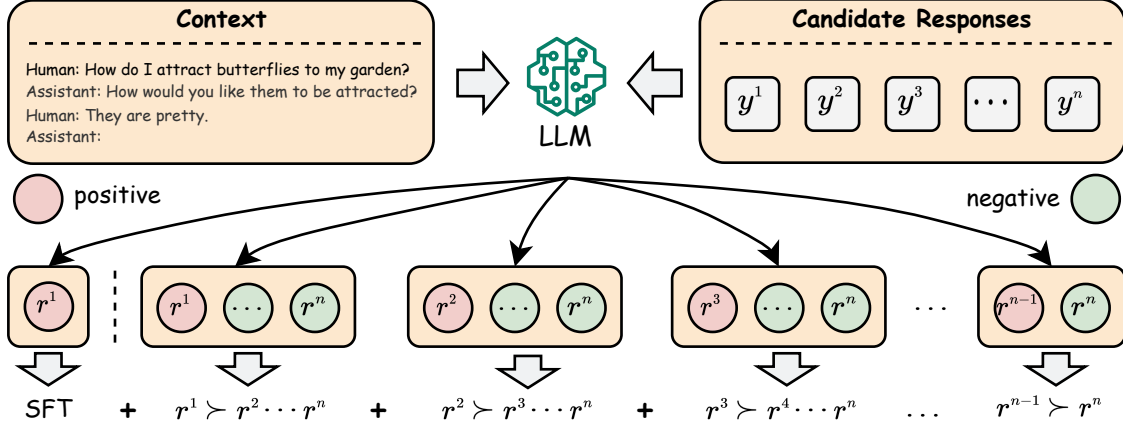 Context
Human: How do I attract butterflies to my garden?
Assistant: How would you like them to be attracted?
Human: They are pretty.
Assistant:
LLM
Candidate Responses
y¹ y² y³ ⋯ yⁿ
positive
negative
r¹ r¹ ⋯ rⁿ r² ⋯ rⁿ r³ ⋯ rⁿ ⋯ rⁿ⁻¹ rⁿ
SFT + r¹ ≻ r² ⋯ rⁿ + r² ≻ r³ ⋯ rⁿ + r³ ≻ r⁴ ⋯ rⁿ ... rⁿ⁻¹ ≻ rⁿ